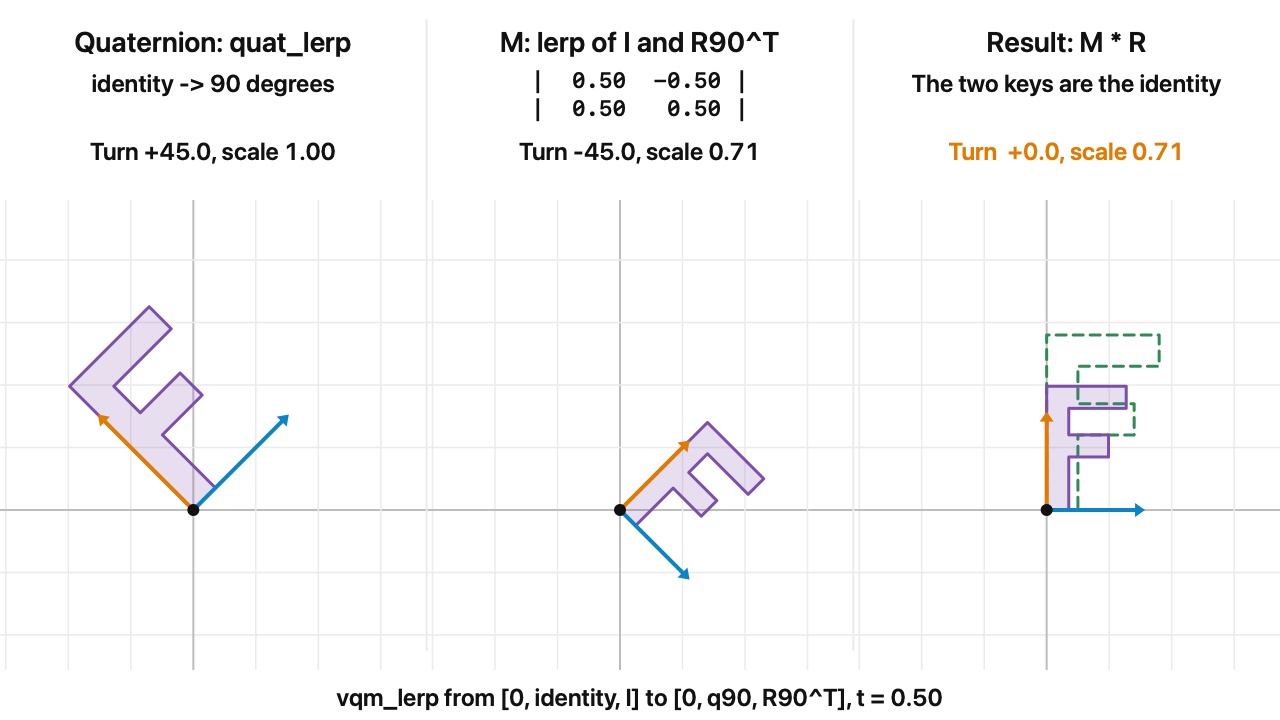 Quaternion: quat_lerp
identity -> 90 degrees
Turn +45.0, scale 1.00
M: lerp of I and R90^T
| 0.50 −0.50 |
| 0.50 0.50 |
Turn -45.0, scale 0.71
Result: M * R
The two keys are the identity
Turn +0.0, scale 0.71
vqm_lerp from [0, identity, I] to [0, q90, R90^T], t = 0.50